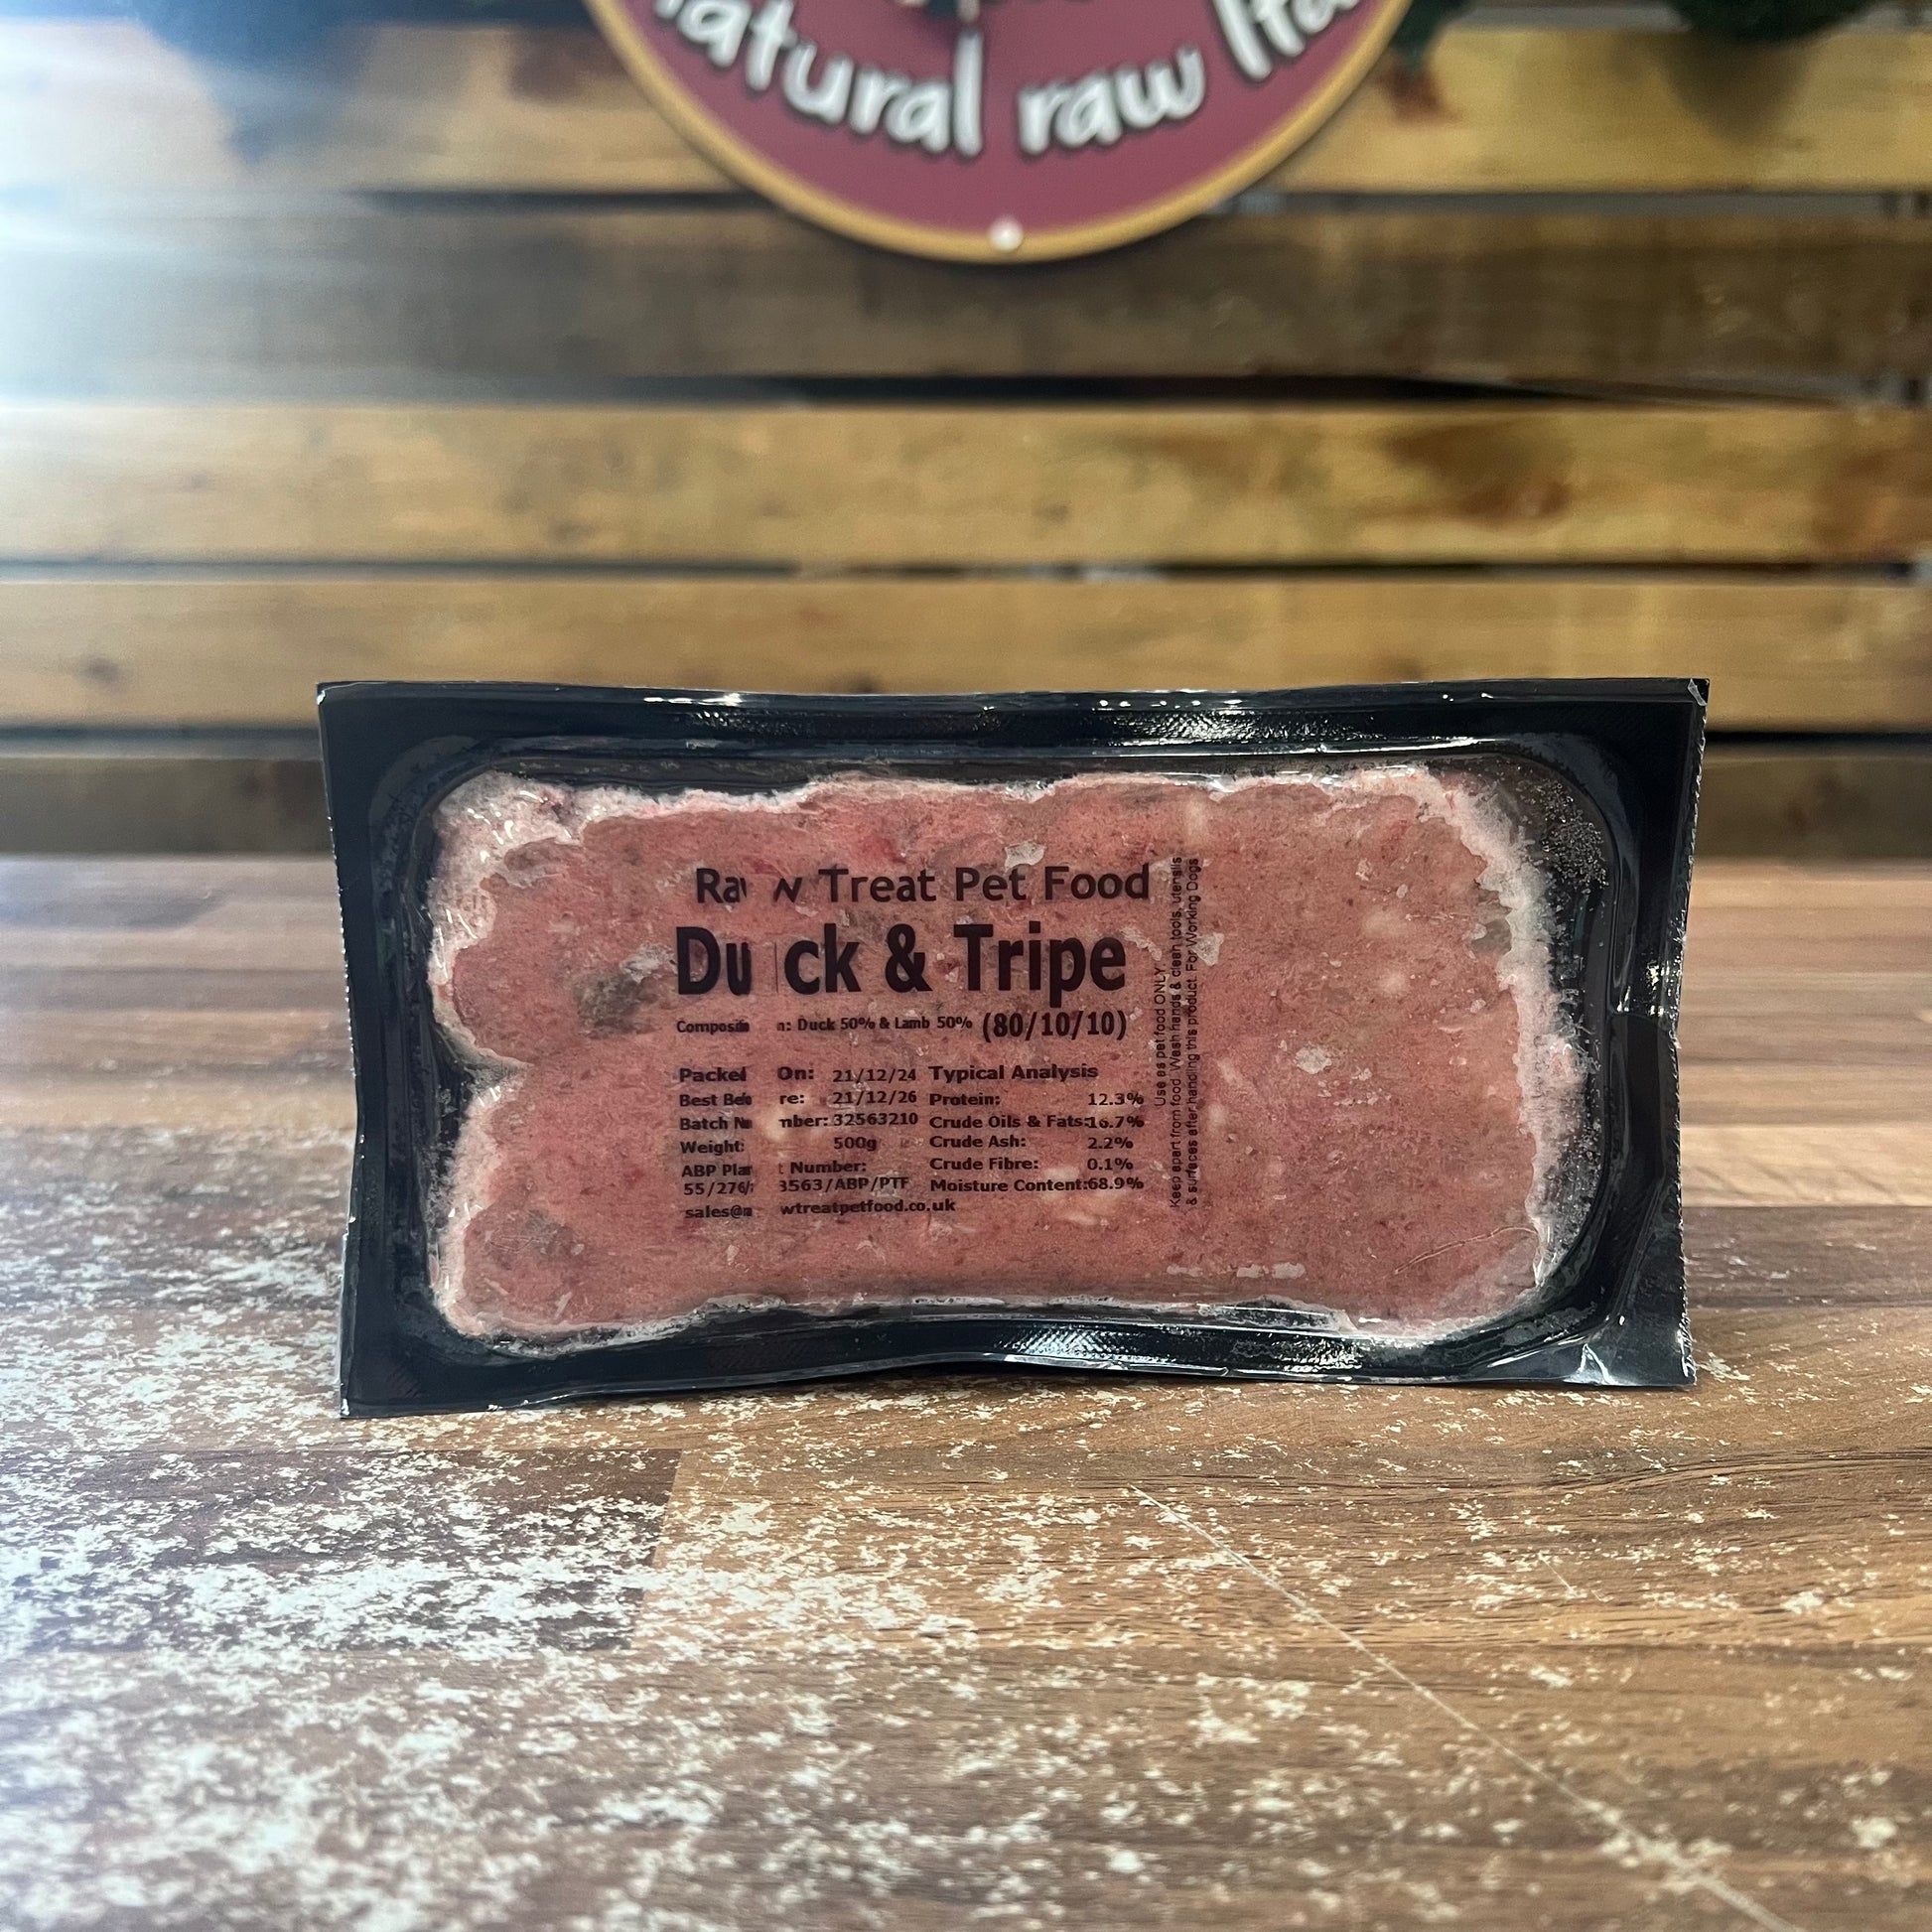 natural raw
Raw Treat Pet Food
Duck & Tripe
n: Duck 50% & Lamb 50% (80/10/10)
On: 21/12/24
re: 21/12/26
Batch mber: 32563210
Weight: 500g
ABP t Number:
55/276/ 3563/ABP/PTF
wtreatpetfood.co.uk
Typical Analysis
Protein: 12.3%
Crude Oils & Fats:16.7%
Crude Ash: 2.2%
Crude Fibre: 0.1%
Moisture Content:68.9%
Use as pet food ONLY
Keep apart from food. Wash hands & clean tools, utensils
& surfaces after handling this product. For Working Dogs